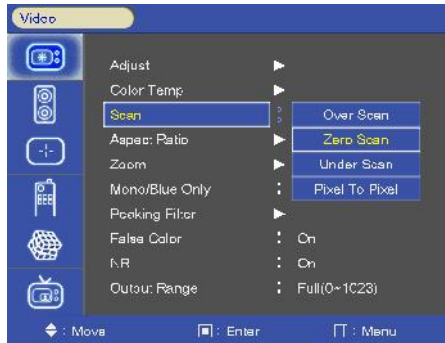 Video
Adjust
Color Temp
Scan : Over Scan
Aspect Ratio Zero Scan
Zoom Under Scan
Mono/Blue Only : Pixel To Pixel
Peaking Filter
False Color : On
NR : On
Output Range : Full(0~1023)
: Move : Enter : Menu